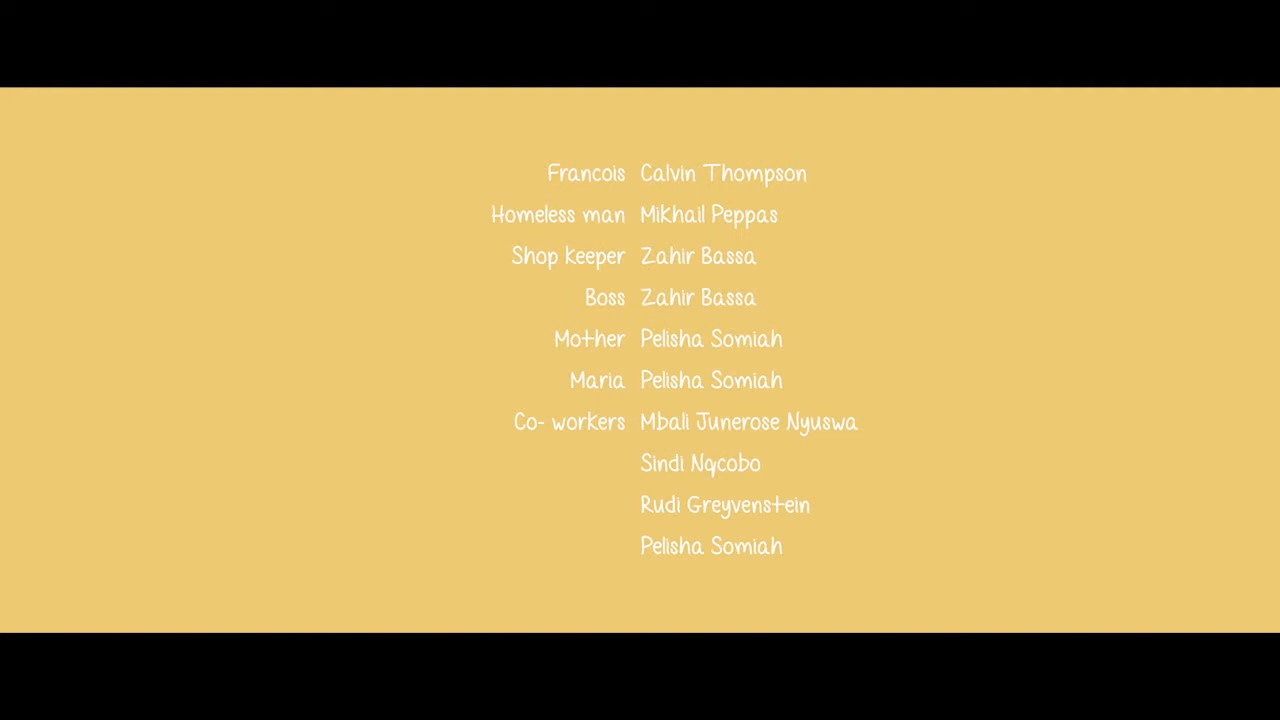 Francois Calvin Thompson
Homeless man Mikhail Peppas
Shop keeper Zahir Bassa
Boss Zahir Bassa
Mother Pelisha Somiah
Maria Pelisha Somiah
Co- workers Mbali Junerose Nyuswa
Sindi Nqcobo
Rudi Greyvenstein
Pelisha Somiah